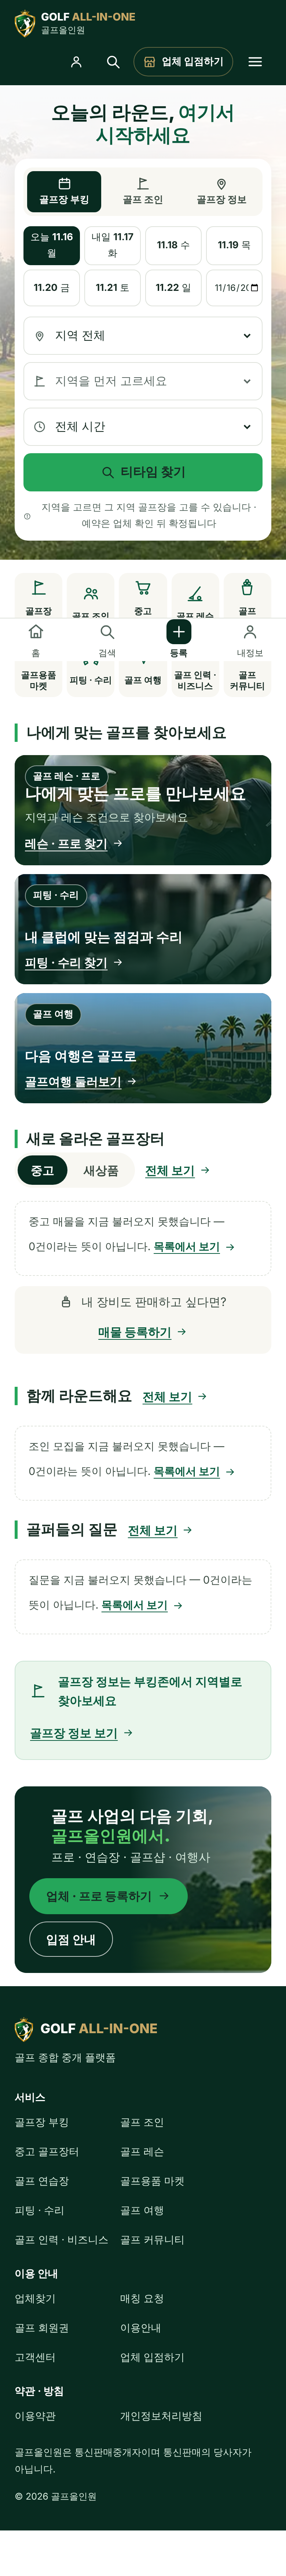 GOLF ALL-IN-ONE
골프올인원
업체 입점하기
오늘의 라운드, 여기서
시작하세요
골프장 부킹
골프 조인
골프장 정보
오늘 11.16
월
내일 11.17
화
11.18 수
11.19 목
11.20 금
11.21 토
11.22 일
지역 전체
지역을 먼저 고르세요
전체 시간
티타임 찾기
지역을 고르면 그 지역 골프장을 고를 수 있습니다 ·
예약은 업체 확인 뒤 확정됩니다
골프장
골프 조인
중고
골프 레슨
골프
홈
검색
등록
내정보
골프용품
마켓
피팅 · 수리
골프 여행
골프 인력 ·
비즈니스
골프
커뮤니티
나에게 맞는 골프를 찾아보세요
골프 레슨 · 프로
나에게 맞는 프로를 만나보세요
지역과 레슨 조건으로 찾아보세요
레슨 · 프로 찾기
피팅 · 수리
내 클럽에 맞는 점검과 수리
피팅 · 수리 찾기
골프 여행
다음 여행은 골프로
골프여행 둘러보기
새로 올라온 골프장터
중고
새상품
전체 보기
중고 매물을 지금 불러오지 못했습니다 —
0건이라는 뜻이 아닙니다. 목록에서 보기
내 장비도 판매하고 싶다면?
매물 등록하기
함께 라운드해요 전체 보기
조인 모집을 지금 불러오지 못했습니다 —
0건이라는 뜻이 아닙니다. 목록에서 보기
골퍼들의 질문 전체 보기
질문을 지금 불러오지 못했습니다 — 0건이라는
뜻이 아닙니다. 목록에서 보기
골프장 정보는 부킹존에서 지역별로
찾아보세요
골프장 정보 보기
골프 사업의 다음 기회,
골프올인원에서.
프로 · 연습장 · 골프샵 · 여행사
업체 · 프로 등록하기
입점 안내
GOLF ALL-IN-ONE
골프 종합 중개 플랫폼
서비스
골프장 부킹
골프 조인
중고 골프장터
골프 레슨
골프 연습장
골프용품 마켓
피팅 · 수리
골프 여행
골프 인력 · 비즈니스
골프 커뮤니티
이용 안내
업체찾기
매칭 요청
골프 회원권
이용안내
고객센터
업체 입점하기
약관 · 방침
이용약관
개인정보처리방침
골프올인원은 통신판매중개자이며 통신판매의 당사자가
아닙니다.
© 2026 골프올인원